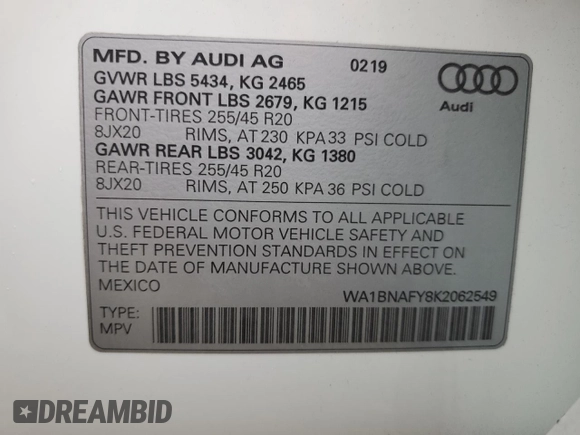 MFD. BY AUDI AG 0219
GVWR LBS 5434, KG 2465
GAWR FRONT LBS 2679, KG 1215
FRONT-TIRES 255/45 R20
8JX20 RIMS, AT 230 KPA 33 PSI COLD
GAWR REAR LBS 3042, KG 1380
REAR-TIRES 255/45 R20
8JX20 RIMS, AT 250 KPA 36 PSI COLD
Audi
THIS VEHICLE CONFORMS TO ALL APPLICABLE
U.S. FEDERAL MOTOR VEHICLE SAFETY AND
THEFT PREVENTION STANDARDS IN EFFECT ON
THE DATE OF MANUFACTURE SHOWN ABOVE.
MEXICO WA1BNAFY8K2062549
TYPE:
MPV
DREAMBID